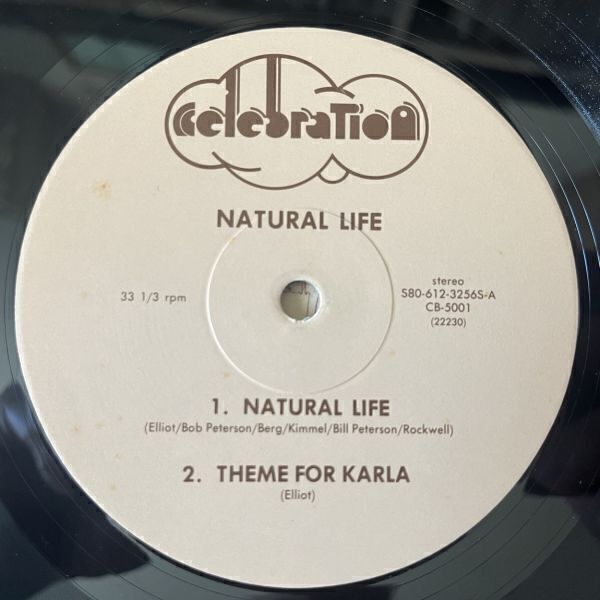 celebration
NATURAL LIFE
33 1/3 rpm
stereo
S80-612-3256S-A
CB-5001
(22230)
1. NATURAL LIFE
(Elliot/Bob Peterson/Berg/Kimmel/Bill Peterson/Rockwell)
2. THEME FOR KARLA
(Elliot)